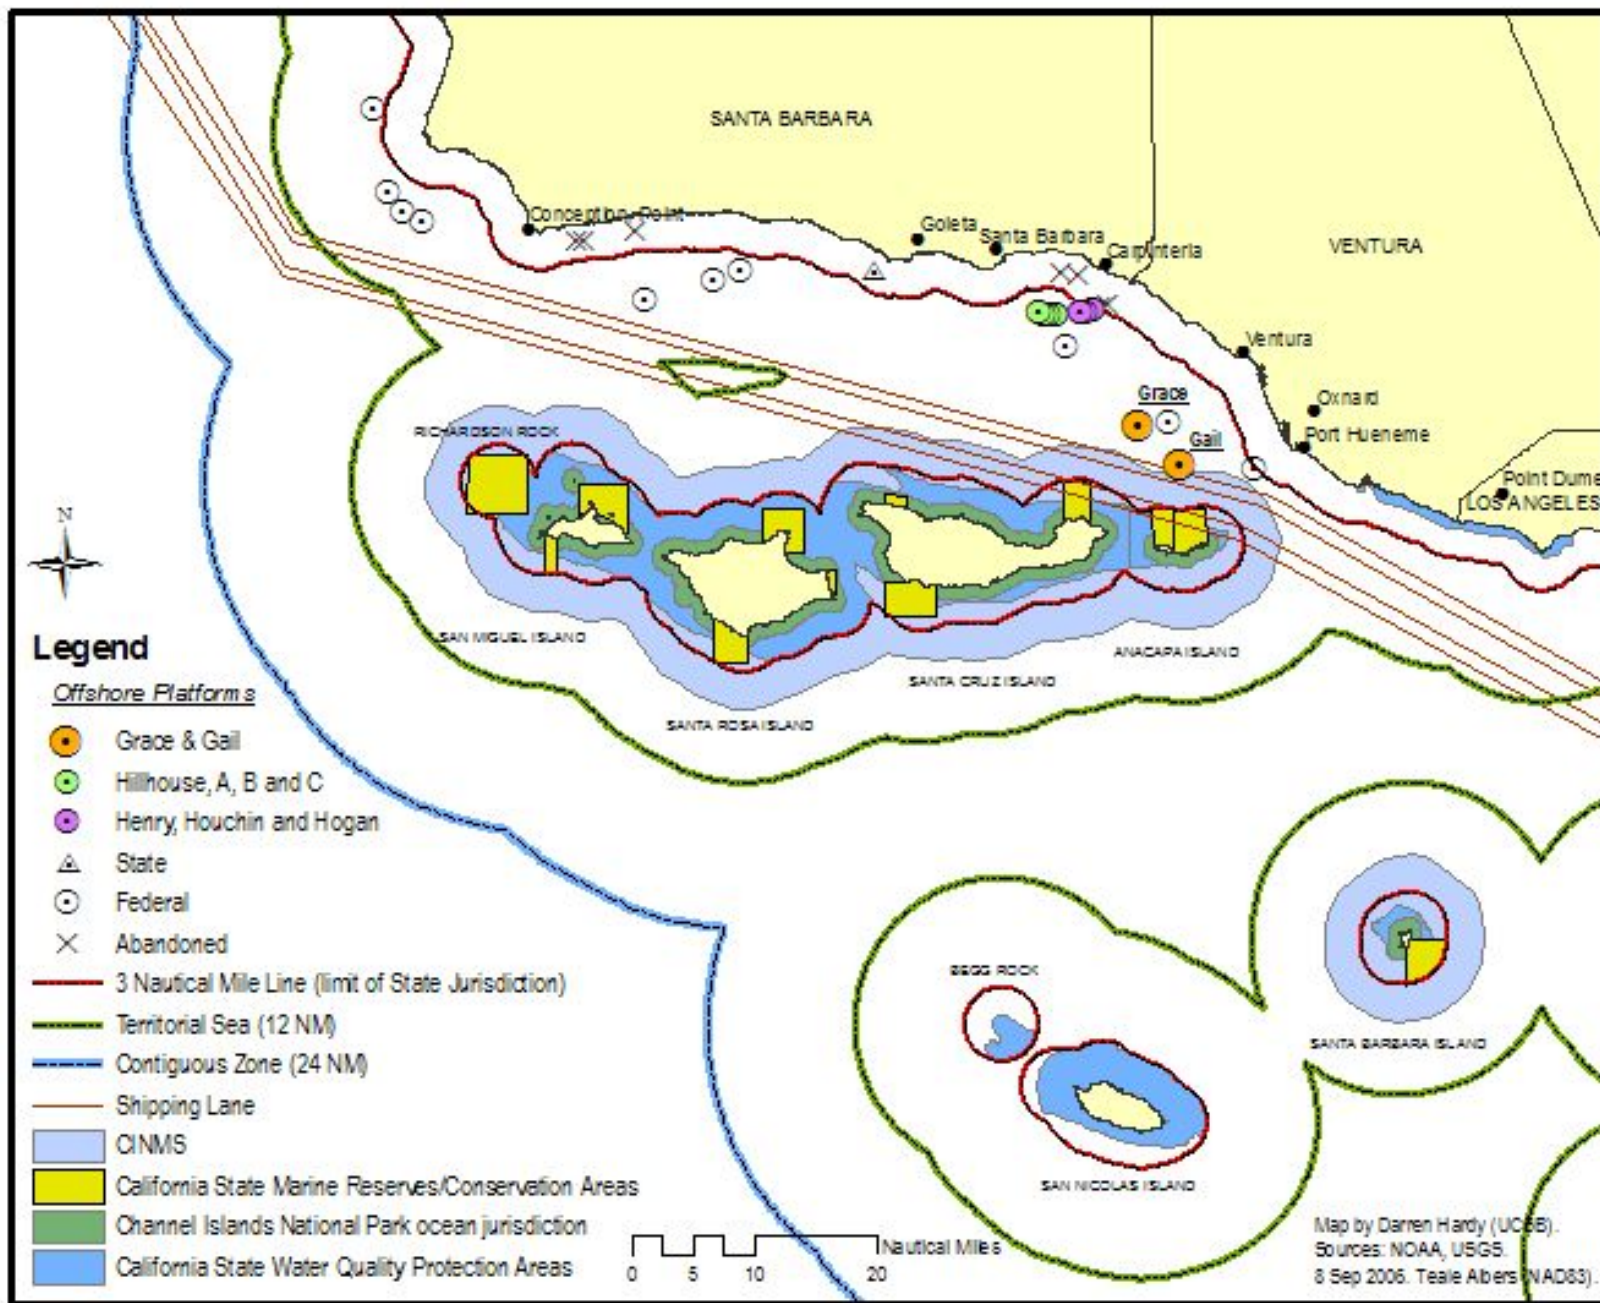 SANTA BARBARA
Conception Point
Goleta
Santa Barbara
Carpinteria
VENTURA
Ventura
Grace
Oxnard
Gail
Port Hueneme
RICHARDSON ROCK
Point Dume
LOS ANGELES
N
SAN MIGUEL ISLAND
ANACAPA ISLAND
SANTA CRUZ ISLAND
SANTA ROSA ISLAND
Legend
Offshore Platforms
Grace & Gail
Hillhouse, A, B and C
Henry, Houchin and Hogan
State
Federal
Abandoned
3 Nautical Mile Line (limit of State Jurisdiction)
Territorial Sea (12 NM)
Contiguous Zone (24 NM)
Shipping Lane
CINMS
California State Marine Reserves/Conservation Areas
Channel Islands National Park ocean jurisdiction
California State Water Quality Protection Areas
BEGG ROCK
SANTA BARBARA ISLAND
SAN NICOLAS ISLAND
Nautical Miles
0 5 10 20
Map by Darren Hardy (UCSB).
Sources: NOAA, USGS.
8 Sep 2006. Teale Albers (NAD83).